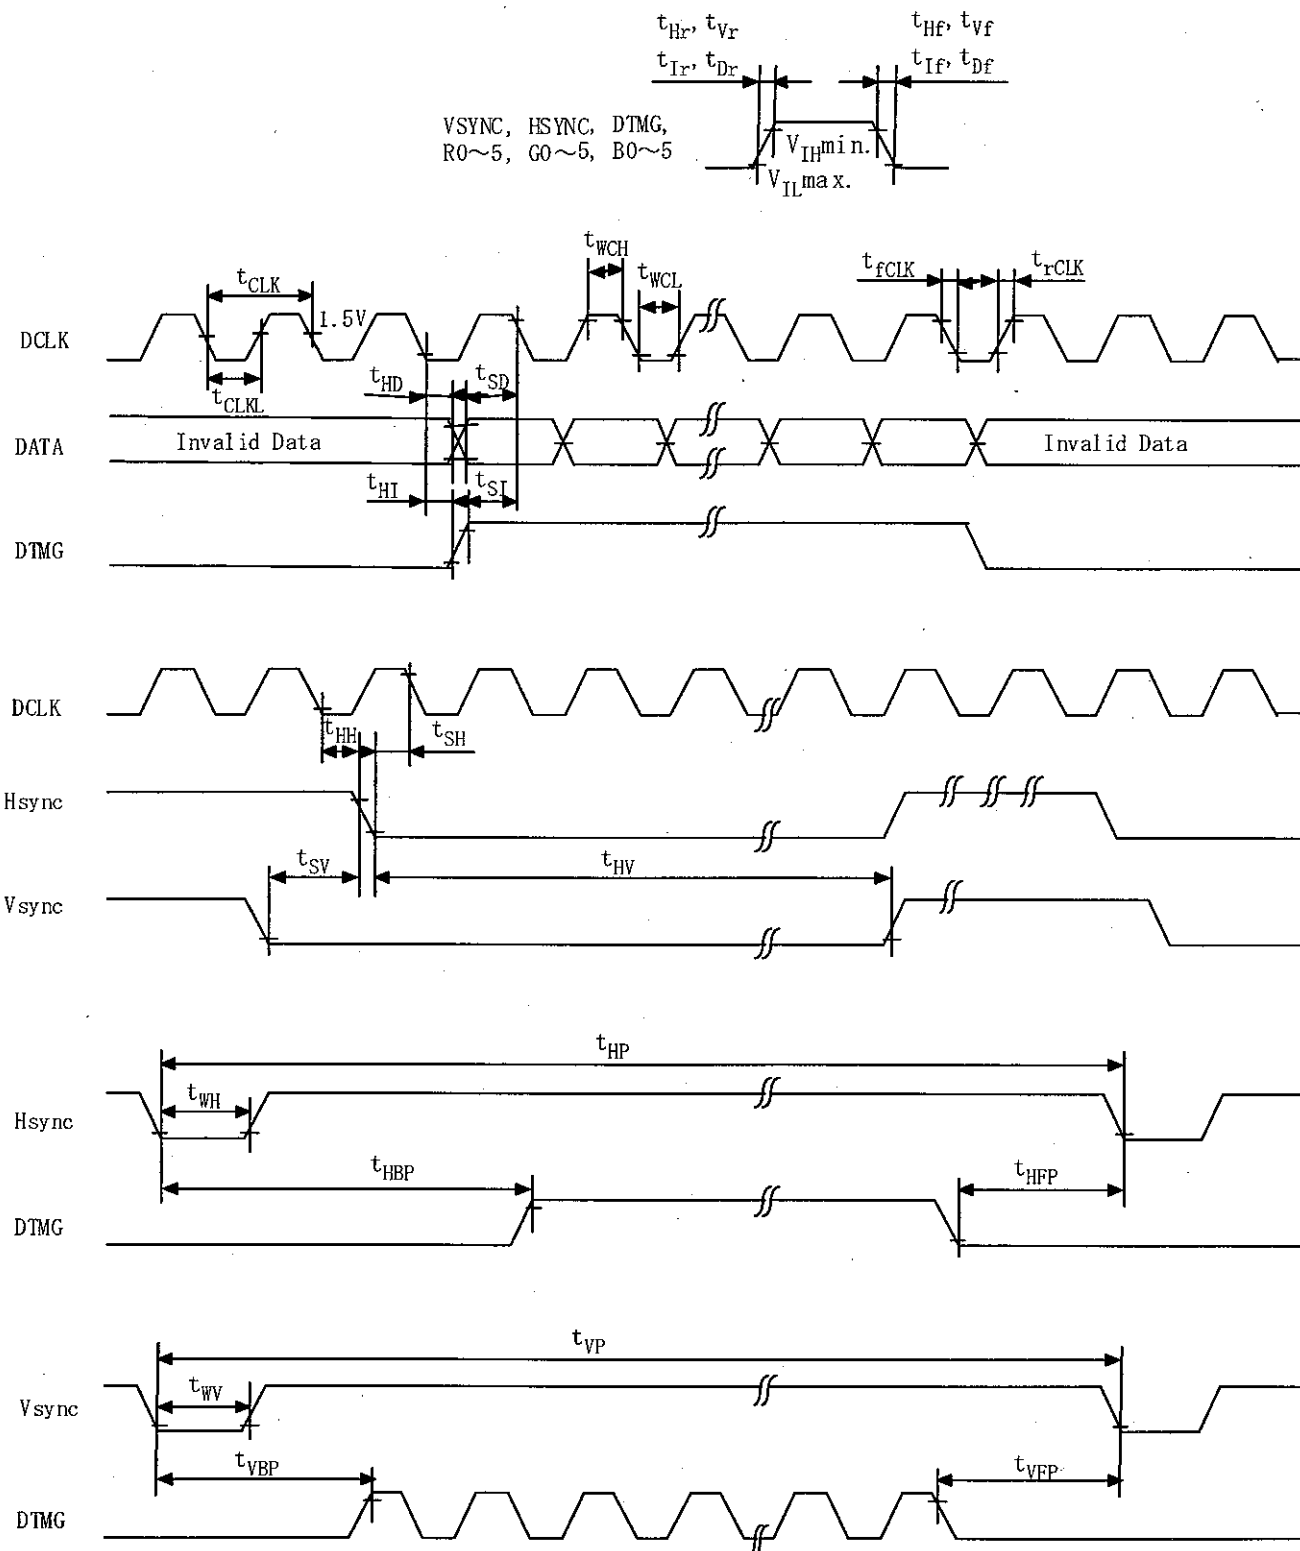 tHr, tVr
tIr, tDr
tHf, tVf
tIf, tDf
VSYNC, HSYNC, DTMG,
R0~5, G0~5, B0~5
VIHmin.
VILmax.
tWCH
tCLK
tWCL
tfCLK
trCLK
1.5V
DCLK
tHD
tSD
tCLKL
DATA
Invalid Data
Invalid Data
tHI
tSI
DTMG
DCLK
tHH
tSH
Hsync
tSV
tHV
Vsync
tHP
tWH
Hsync
tHBP
tHFP
DTMG
tVP
tWV
Vsync
tVBP
tVFP
DTMG